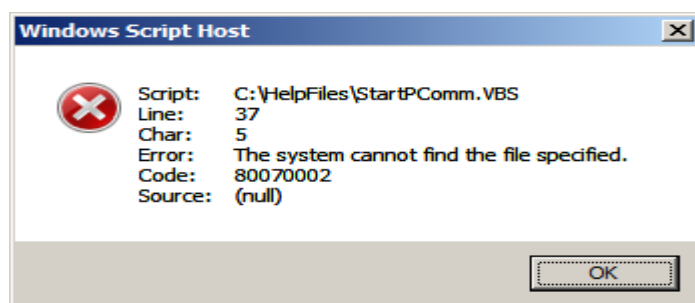 Windows Script Host
Script: C:\HelpFiles\StartPComm.VBS
Line: 37
Char: 5
Error: The system cannot find the file specified.
Code: 80070002
Source: (null)
OK